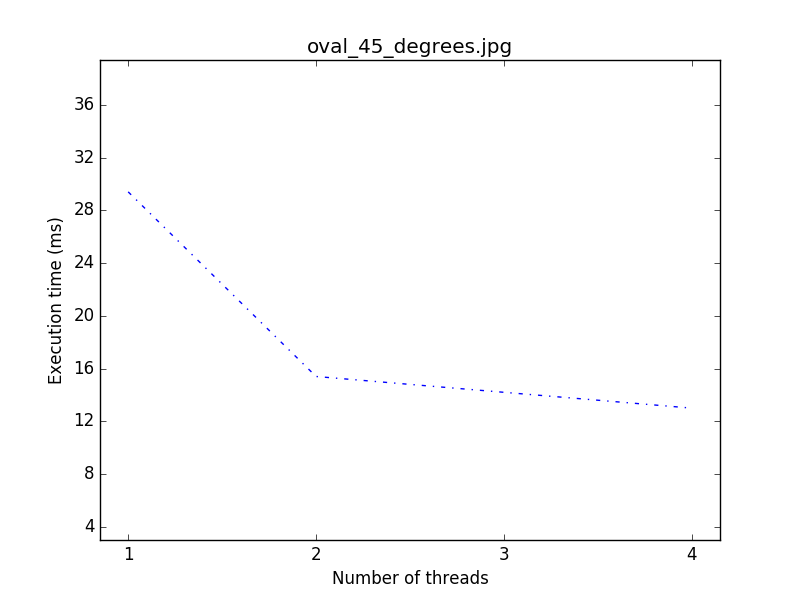 oval_45_degrees.jpg
36
32
28
24
20
16
12
8
4
Execution time (ms)
1 2 3 4
Number of threads